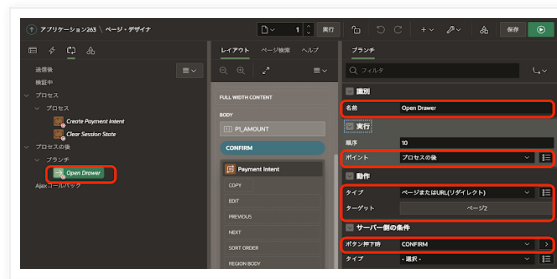 アプリケーション263 \ ページ・デザイナ
1
実行
保存
送信後
検証中
プロセス
プロセス
Create Payment Intent
Clear Session State
プロセスの後
ブランチ
Open Drawer
Ajaxコールバック
レイアウト ページ検索 ヘルプ
FULL WIDTH CONTENT
BODY
P1_AMOUNT
CONFIRM
Payment Intent
COPY
EDIT
PREVIOUS
NEXT
SORT ORDER
REGION BODY
ブランチ
フィルタ
識別
名前 Open Drawer
実行
順序 10
ポイント プロセスの後
動作
タイプ ページまたはURL(リダイレクト)
ターゲット ページ2
サーバー側の条件
ボタン押下時 CONFIRM
タイプ - 選択 -